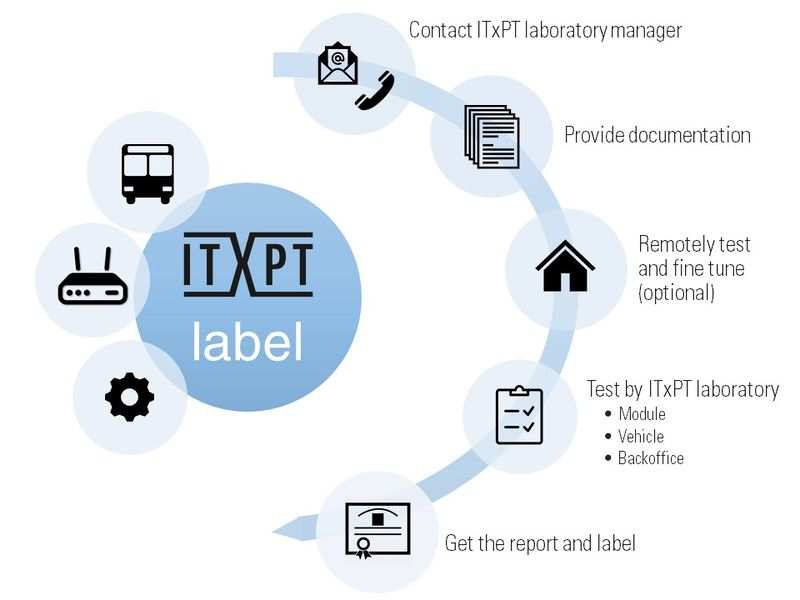 Contact ITxPT laboratory manager
Provide documentation
ITXPT
label
Remotely test
and fine tune
(optional)
Test by ITxPT laboratory
• Module
• Vehicle
• Backoffice
Get the report and label
@